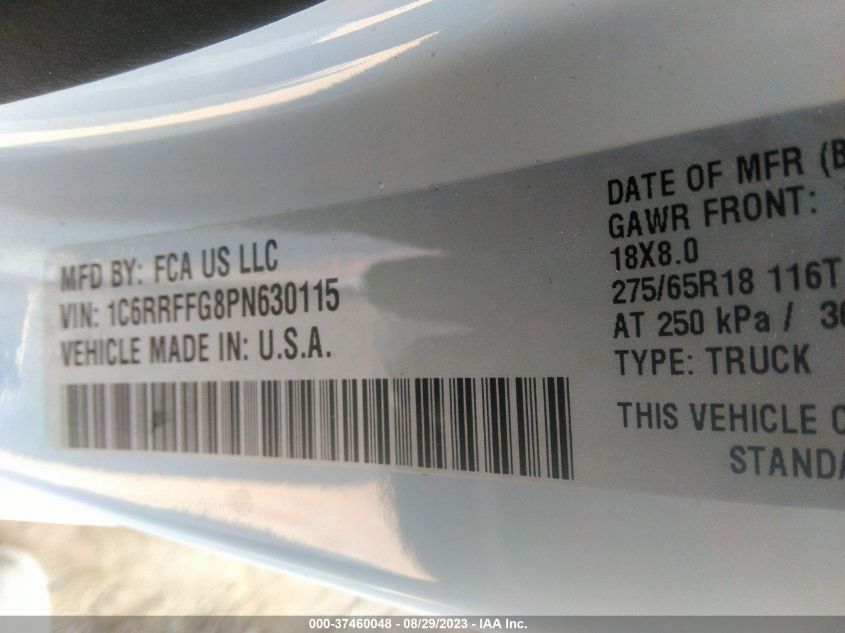 MFD BY: FCA US LLC
VIN: 1C6RRFFG8PN630115
VEHICLE MADE IN: U.S.A.
DATE OF MFR (B
GAWR FRONT:
18X8.0
275/65R18 116T
AT 250 kPa / 36
TYPE: TRUCK
THIS VEHICLE C
STANDA
000-37460048 - 08/29/2023 - IAA Inc.